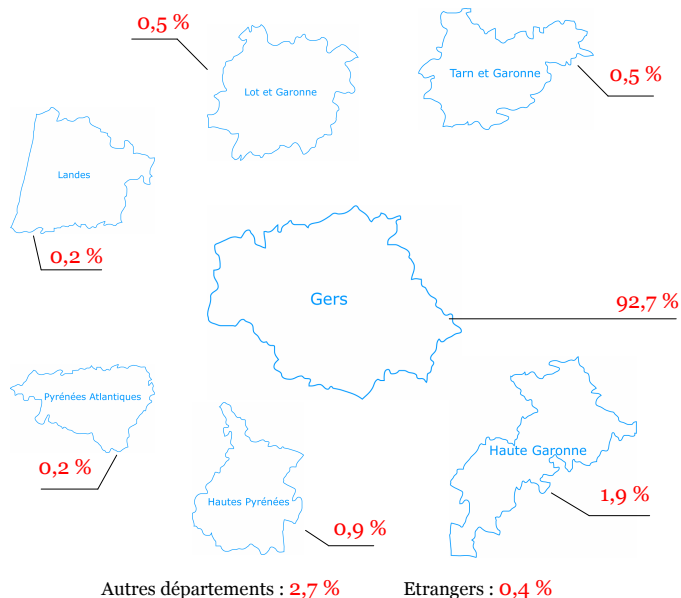 0,5 %
Lot et Garonne
Tarn et Garonne
0,5 %
Landes
0,2 %
Gers
92,7 %
Pyrénées Atlantiques
0,2 %
Hautes Pyrénées
0,9 %
Haute Garonne
1,9 %
Autres départements : 2,7 % Etrangers : 0,4 %